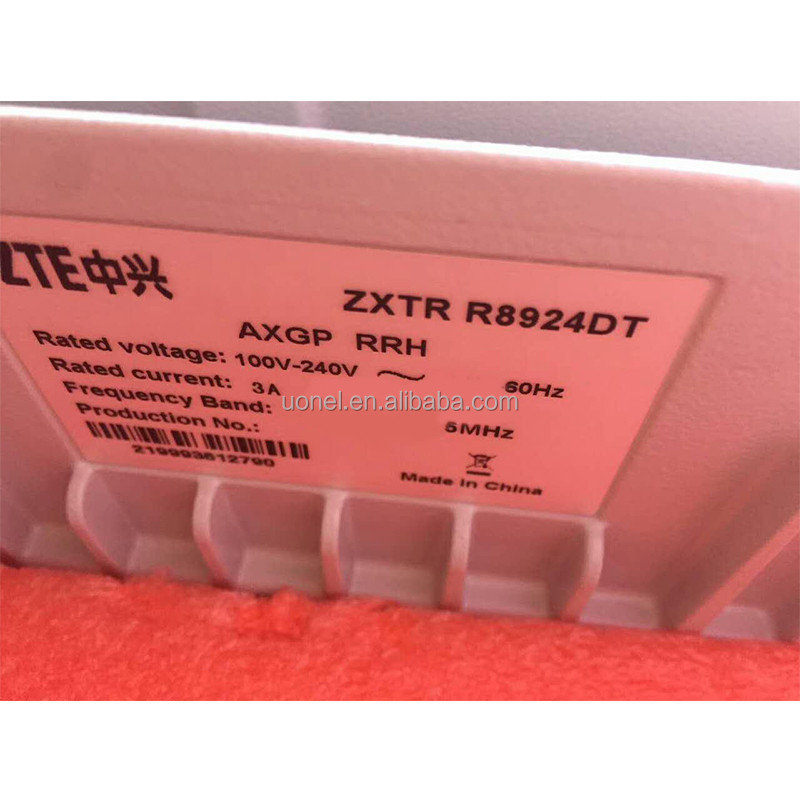 ZTE中兴
ZXTR R8924DT
AXGP RRH
Rated voltage: 100V-240V ~ 60Hz
Rated current: 3A
Frequency Band: 5MHz
Production No.:
219993612790
Made in China
uonel.en.alibaba.com